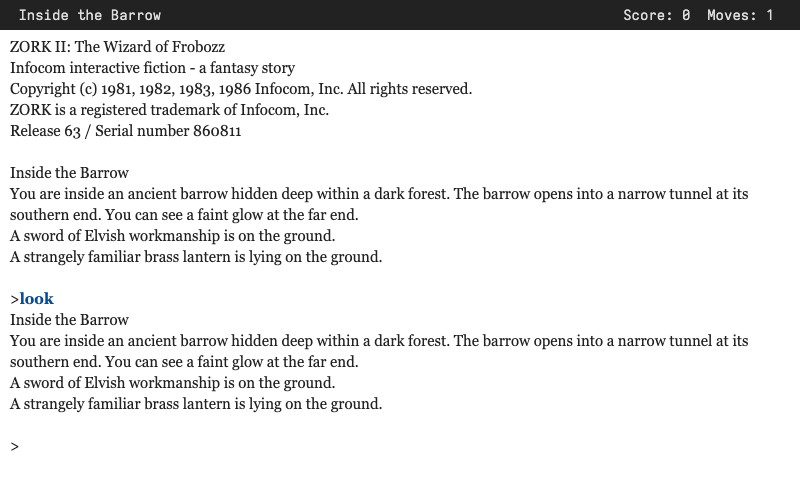 Inside the Barrow Score: 0 Moves: 1
ZORK II: The Wizard of Frobozz
Infocom interactive fiction - a fantasy story
Copyright (c) 1981, 1982, 1983, 1986 Infocom, Inc. All rights reserved.
ZORK is a registered trademark of Infocom, Inc.
Release 63 / Serial number 860811
Inside the Barrow
You are inside an ancient barrow hidden deep within a dark forest. The barrow opens into a narrow tunnel at its
southern end. You can see a faint glow at the far end.
A sword of Elvish workmanship is on the ground.
A strangely familiar brass lantern is lying on the ground.
>look
Inside the Barrow
You are inside an ancient barrow hidden deep within a dark forest. The barrow opens into a narrow tunnel at its
southern end. You can see a faint glow at the far end.
A sword of Elvish workmanship is on the ground.
A strangely familiar brass lantern is lying on the ground.
>